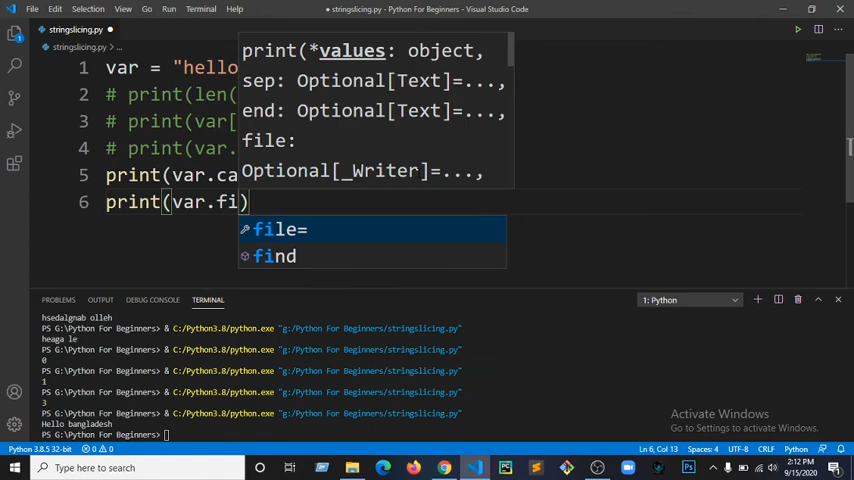 File Edit Selection View Go Run Terminal Help
● stringslicing.py - Python For Beginners - Visual Studio Code
stringslicing.py ●
stringslicing.py > ...
1 var = "hello
2 # print(len(
3 # print(var[
4 # print(var.
5 print(var.ca
6 print(var.fi)
print(*values: object,
sep: Optional[Text]=...,
end: Optional[Text]=...,
file:
Optional[_Writer]=...,
file=
find
PROBLEMS OUTPUT DEBUG CONSOLE TERMINAL
1: Python
hsedalgnab olleh
PS G:\Python For Beginners> & C:/Python3.8/python.exe "g:/Python For Beginners/stringslicing.py"
heaga le
PS G:\Python For Beginners> & C:/Python3.8/python.exe "g:/Python For Beginners/stringslicing.py"
0
PS G:\Python For Beginners> & C:/Python3.8/python.exe "g:/Python For Beginners/stringslicing.py"
1
PS G:\Python For Beginners> & C:/Python3.8/python.exe "g:/Python For Beginners/stringslicing.py"
3
PS G:\Python For Beginners> & C:/Python3.8/python.exe "g:/Python For Beginners/stringslicing.py"
Hello bangladesh
PS G:\Python For Beginners>
Activate Windows
Go to Settings to activate Windows.
Python 3.8.5 32-bit 0 0 Ln 6, Col 13 Spaces: 4 UTF-8 CRLF Python
Type here to search
2:12 PM
9/15/2020